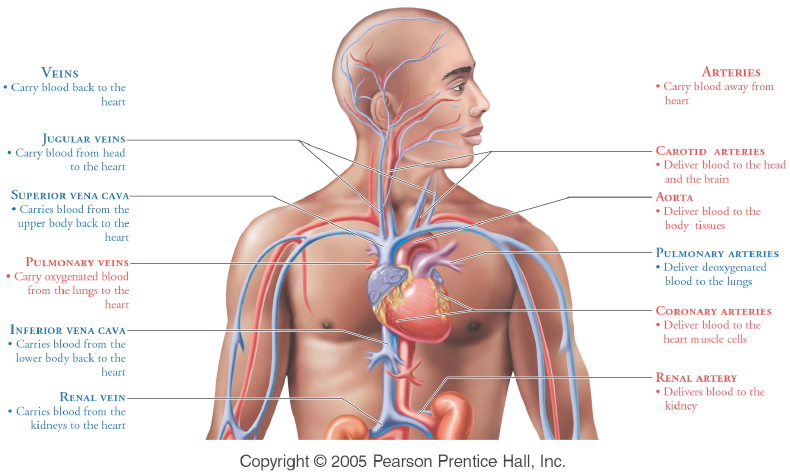 VEINS
• Carry blood back to the
heart
JUGULAR VEINS
• Carry blood from head
to the heart
SUPERIOR VENA CAVA
• Carries blood from the
upper body back to the
heart
PULMONARY VEINS
• Carry oxygenated blood
from the lungs to the
heart
INFERIOR VENA CAVA
• Carries blood from the
lower body back to the
heart
RENAL VEIN
• Carries blood from the
kidneys to the heart
ARTERIES
• Carry blood away from
heart
CAROTID ARTERIES
• Deliver blood to the head
and the brain
AORTA
• Deliver blood to the
body tissues
PULMONARY ARTERIES
• Deliver deoxygenated
blood to the lungs
CORONARY ARTERIES
• Deliver blood to the
heart muscle cells
RENAL ARTERY
• Delivers blood to the
kidney
Copyright © 2005 Pearson Prentice Hall, Inc.